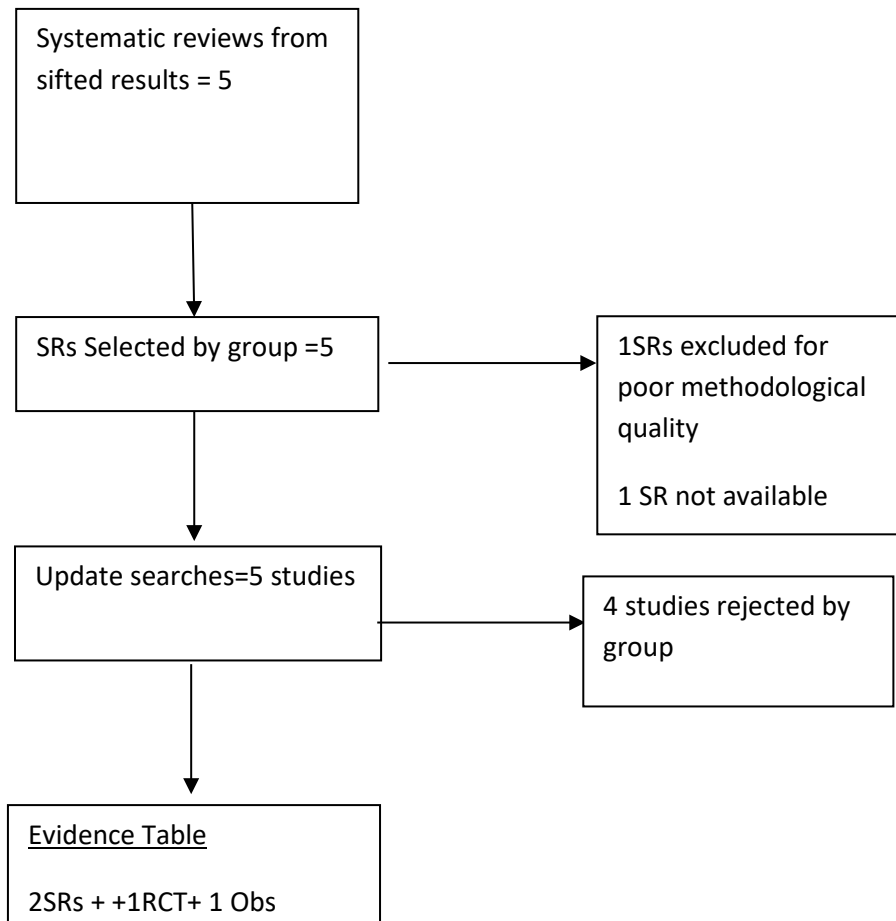 Systematic reviews from
sifted results = 5
SRs Selected by group =5
1SRs excluded for
poor methodological
quality
1 SR not available
Update searches=5 studies
4 studies rejected by
group
Evidence Table
2SRs + +1RCT+ 1 Obs